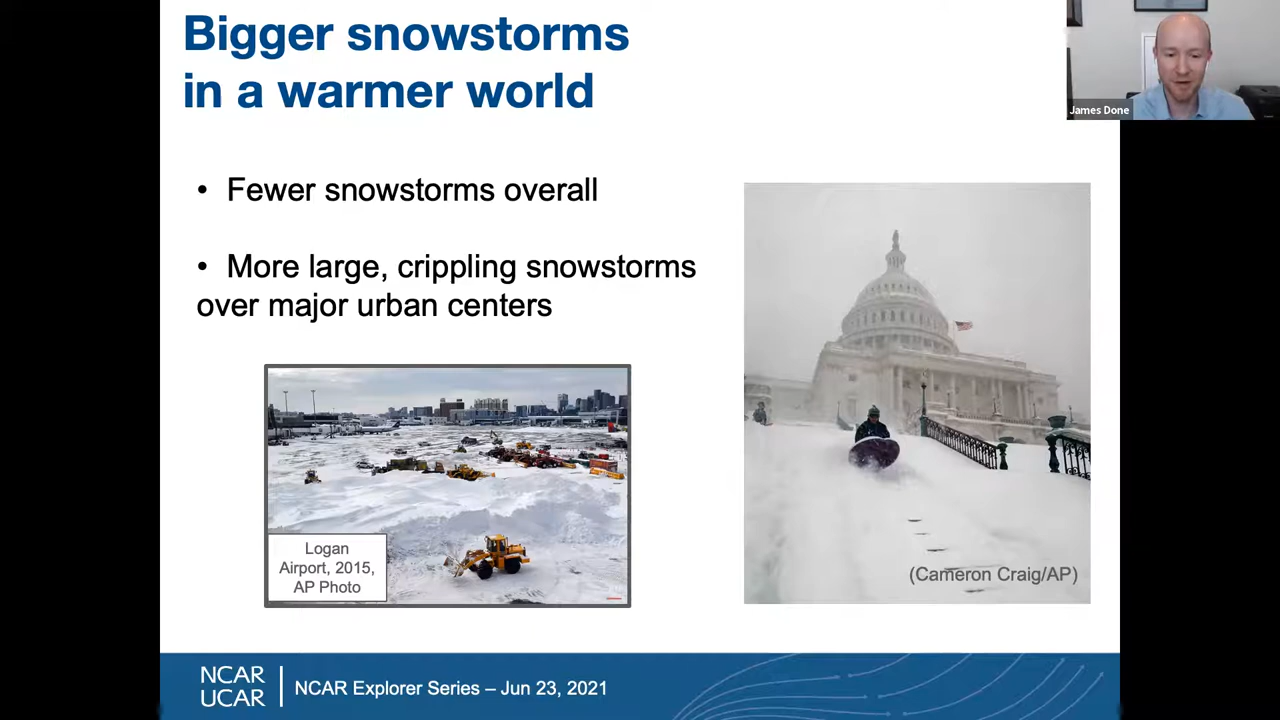 Bigger snowstorms
in a warmer world
James Done
• Fewer snowstorms overall
• More large, crippling snowstorms
over major urban centers
Logan
Airport, 2015,
AP Photo
(Cameron Craig/AP)
NCAR
UCAR
NCAR Explorer Series – Jun 23, 2021